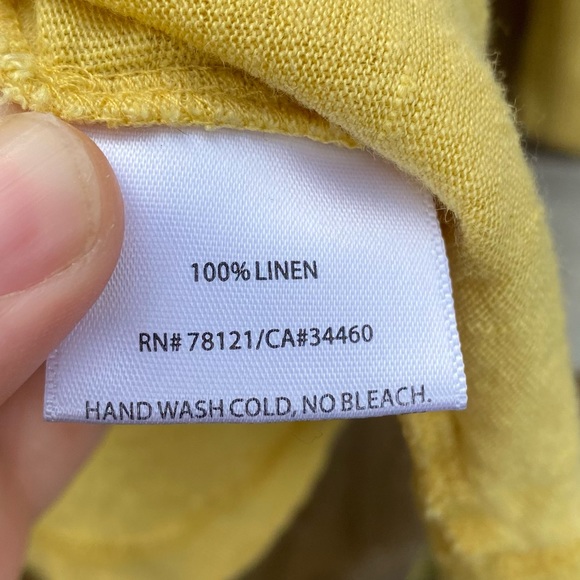 100% LINEN
RN# 78121/CA#34460
HAND WASH COLD, NO BLEACH.